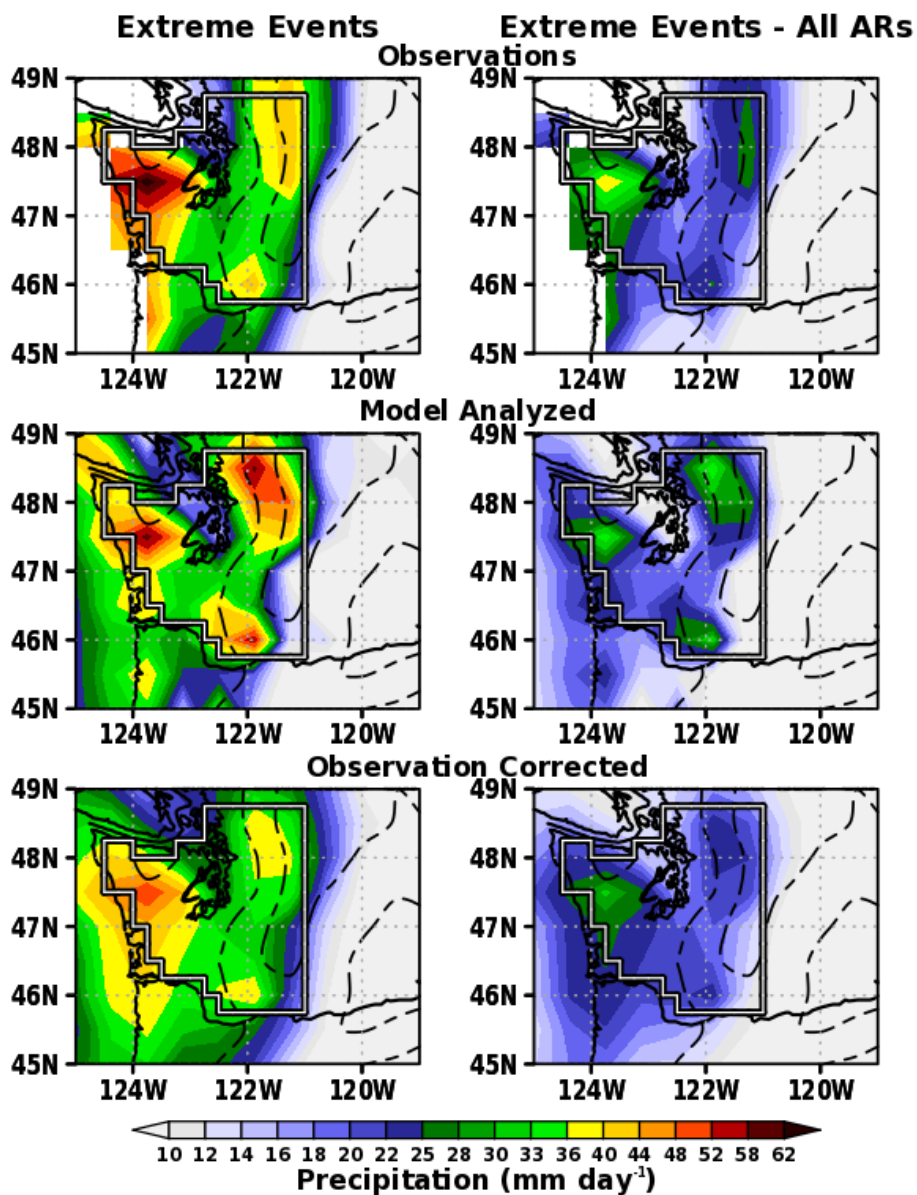 Extreme Events Extreme Events - All ARs
Observations
49N 49N
48N 48N
47N 47N
46N 46N
45N 45N
124W 122W 120W 124W 122W 120W
Model Analyzed
49N 49N
48N 48N
47N 47N
46N 46N
45N 45N
124W 122W 120W 124W 122W 120W
Observation Corrected
49N 49N
48N 48N
47N 47N
46N 46N
45N 45N
124W 122W 120W 124W 122W 120W
10 12 14 16 18 20 22 25 28 30 33 36 40 44 48 52 58 62
Precipitation (mm day⁻¹)